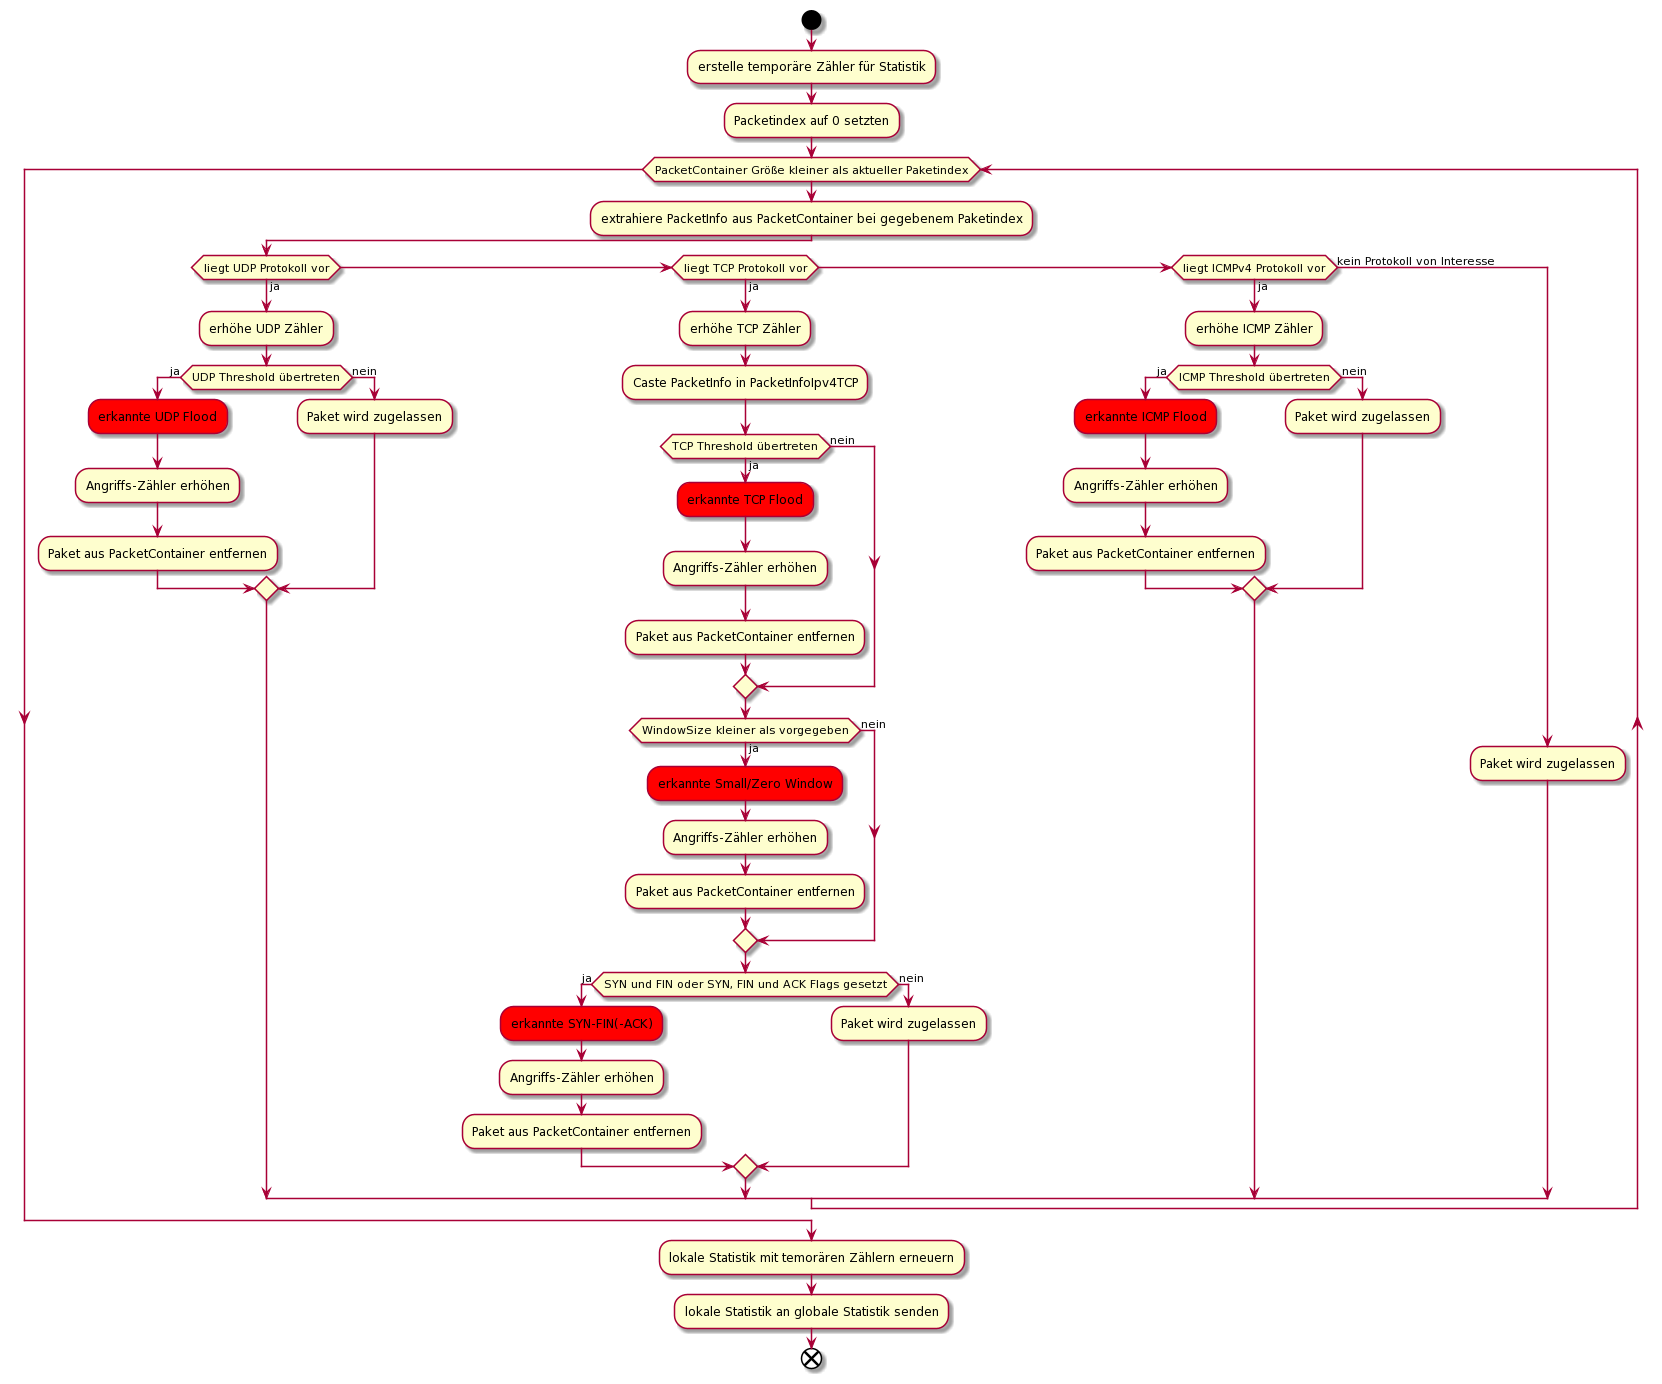 erstelle temporäre Zähler für Statistik
Packetindex auf 0 setzten
PacketContainer Größe kleiner als aktueller Paketindex
extrahiere PacketInfo aus PacketContainer bei gegebenem Paketindex
liegt UDP Protokoll vor
ja
erhöhe UDP Zähler
UDP Threshold übertreten
ja
erkannte UDP Flood
Angriffs-Zähler erhöhen
Paket aus PacketContainer entfernen
nein
Paket wird zugelassen
liegt TCP Protokoll vor
ja
erhöhe TCP Zähler
Caste PacketInfo in PacketInfoIpv4TCP
TCP Threshold übertreten
nein
ja
erkannte TCP Flood
Angriffs-Zähler erhöhen
Paket aus PacketContainer entfernen
WindowSize kleiner als vorgegeben
nein
ja
erkannte Small/Zero Window
Angriffs-Zähler erhöhen
Paket aus PacketContainer entfernen
SYN und FIN oder SYN, FIN und ACK Flags gesetzt
ja
erkannte SYN-FIN(-ACK)
Angriffs-Zähler erhöhen
Paket aus PacketContainer entfernen
nein
Paket wird zugelassen
liegt ICMPv4 Protokoll vor
ja
erhöhe ICMP Zähler
ICMP Threshold übertreten
ja
erkannte ICMP Flood
Angriffs-Zähler erhöhen
Paket aus PacketContainer entfernen
nein
Paket wird zugelassen
kein Protokoll von Interesse
Paket wird zugelassen
lokale Statistik mit temorären Zählern erneuern
lokale Statistik an globale Statistik senden